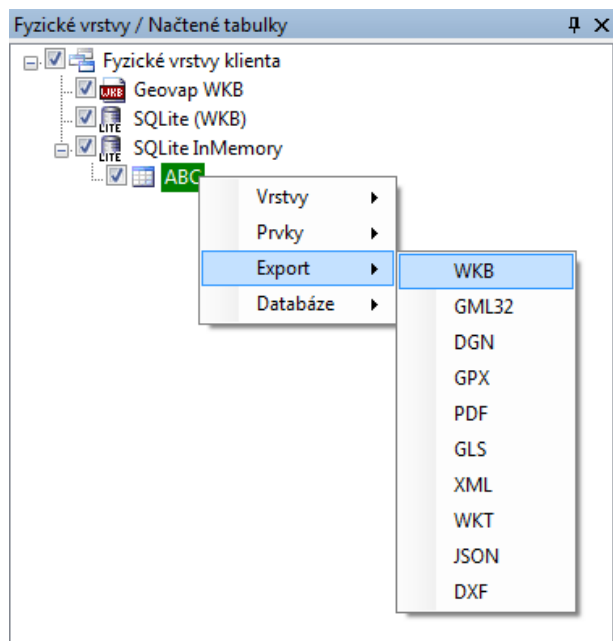 Fyzické vrstvy / Načtené tabulky
Fyzické vrstvy klienta
WKB Geovap WKB
LITE SQLite (WKB)
LITE SQLite InMemory
ABC
Vrstvy
Prvky
Export
Databáze
WKB
GML32
DGN
GPX
PDF
GLS
XML
WKT
JSON
DXF